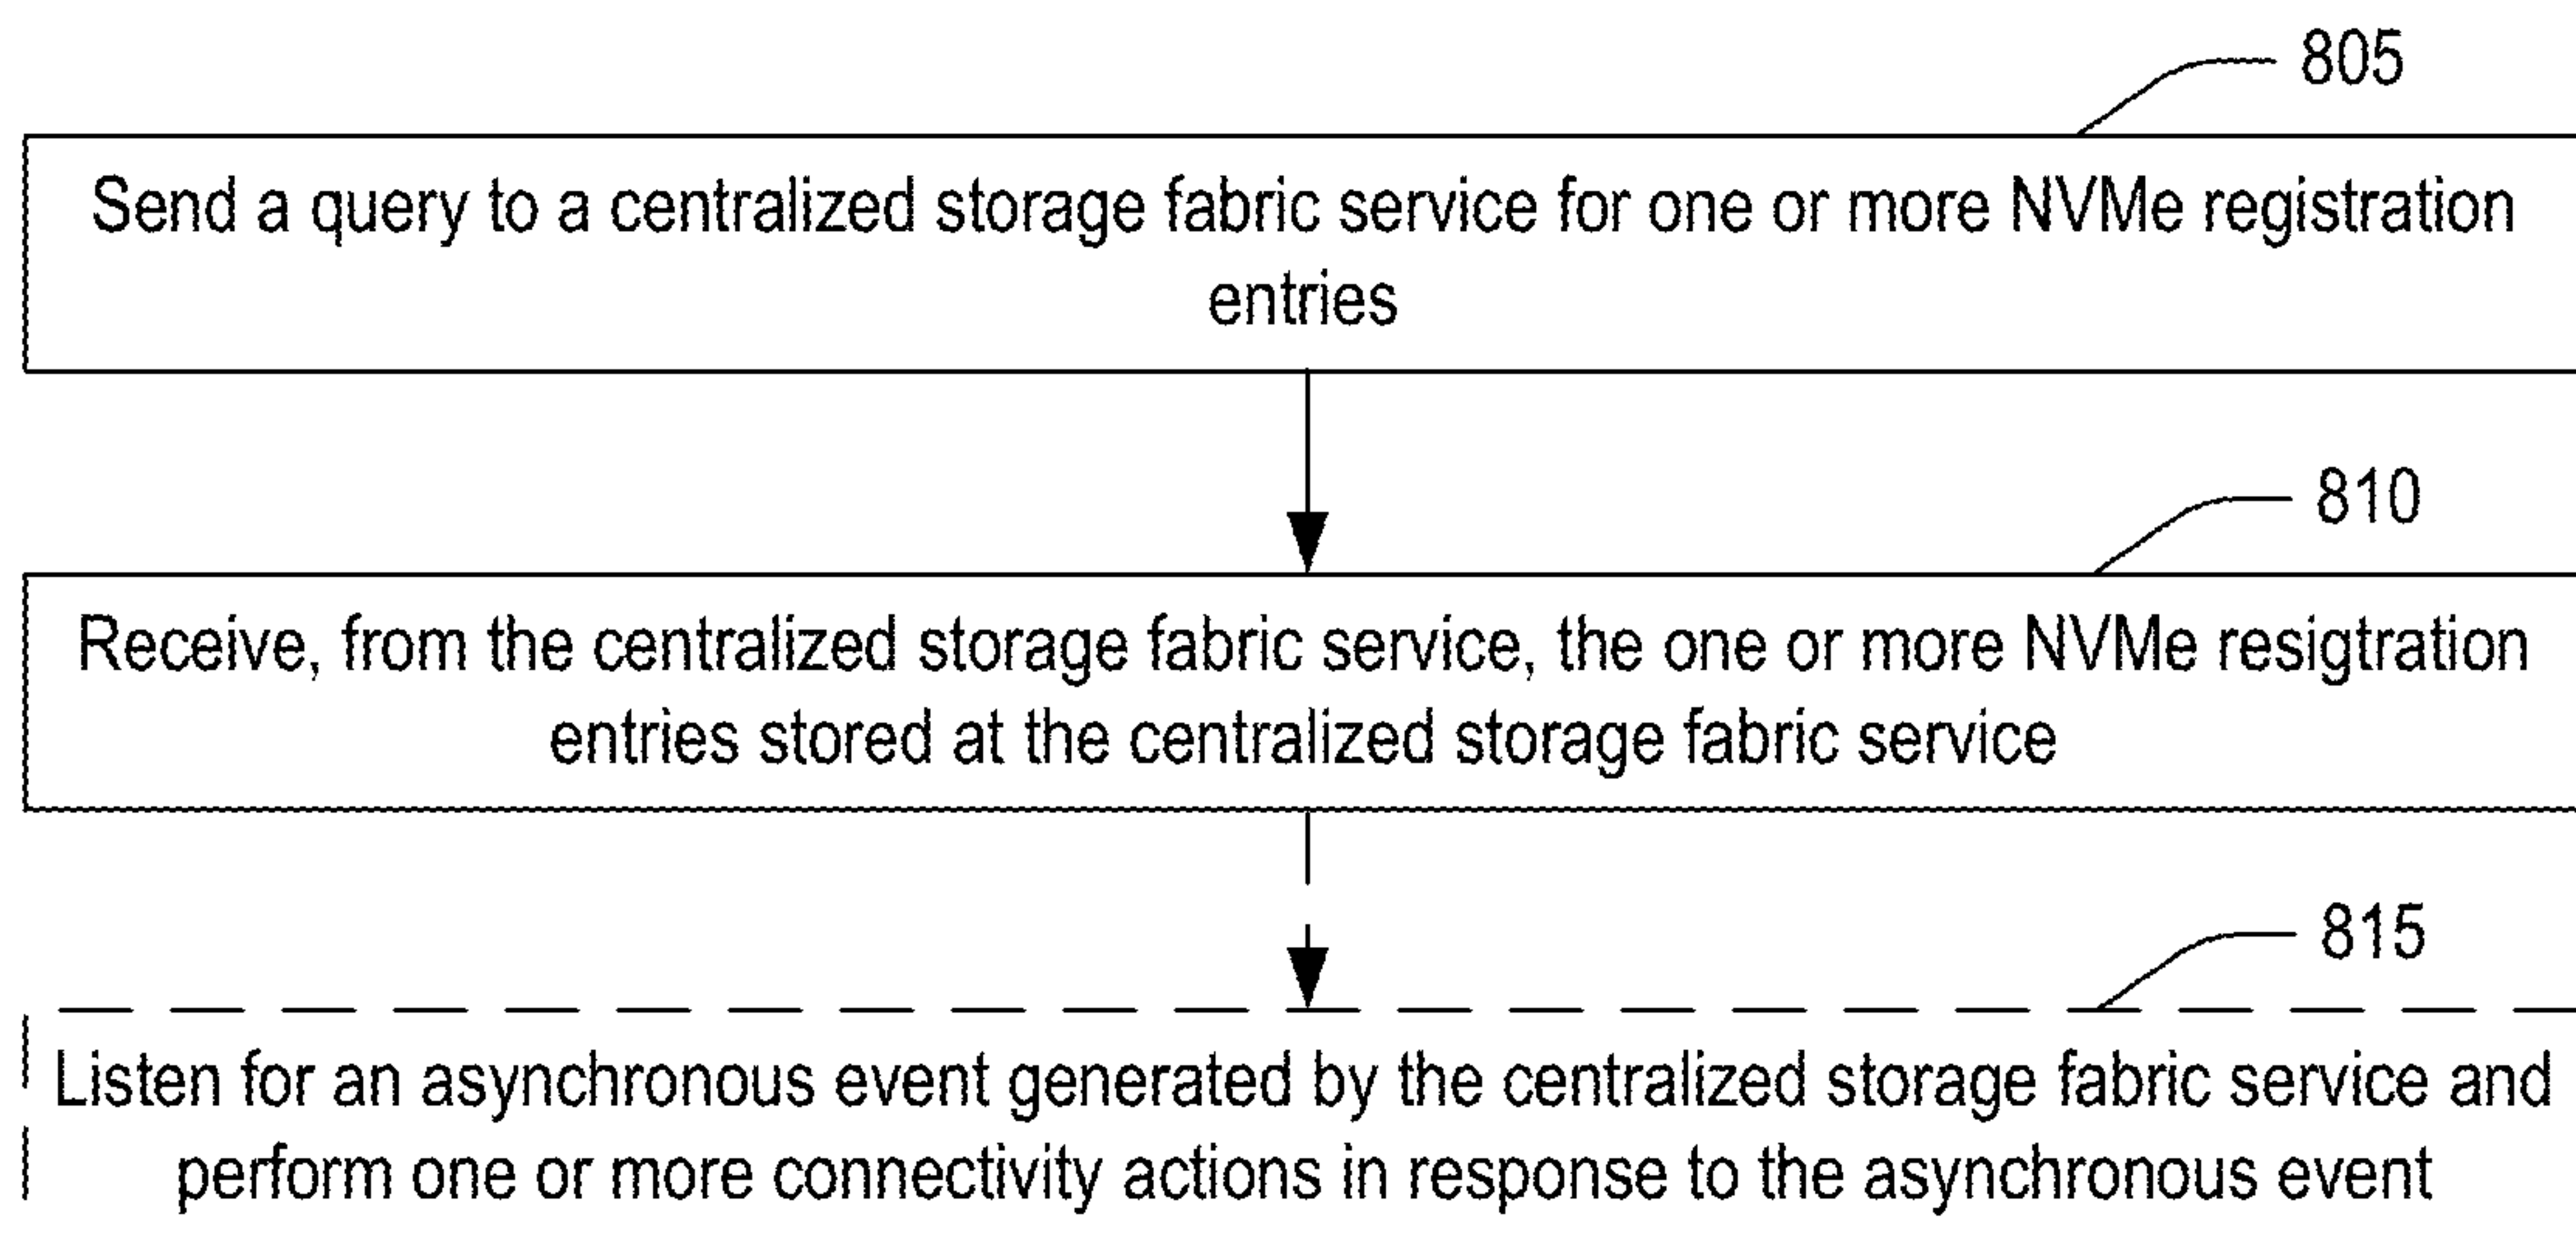 805
Send a query to a centralized storage fabric service for one or more NVMe registration
entries
810
Receive, from the centralized storage fabric service, the one or more NVMe resigtration
entries stored at the centralized storage fabric service
815
Listen for an asynchronous event generated by the centralized storage fabric service and
perform one or more connectivity actions in response to the asynchronous event